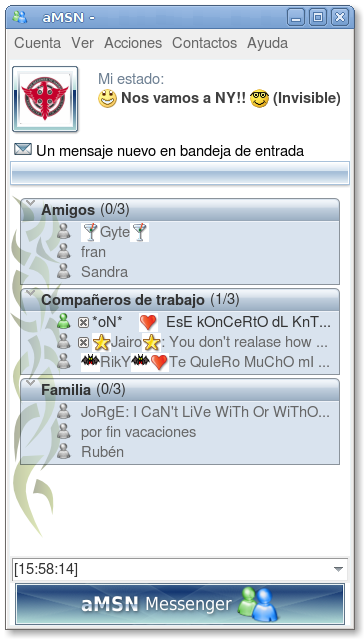 aMSN -
Cuenta Ver Acciones Contactos Ayuda
Mi estado:
Nos vamos a NY!! (Invisible)
Un mensaje nuevo en bandeja de entrada
Amigos (0/3)
Gyte
fran
Sandra
Compañeros de trabajo (1/3)
*oN* EsE kOnCeRtO dL KnT...
Jairo : You don't realase how ...
RikY Te QuIeRo MuChO mI ...
Familia (0/3)
JoRgE: I CaN't LiVe WiTh Or WiThO...
por fin vacaciones
Rubén
[15:58:14]
aMSN Messenger